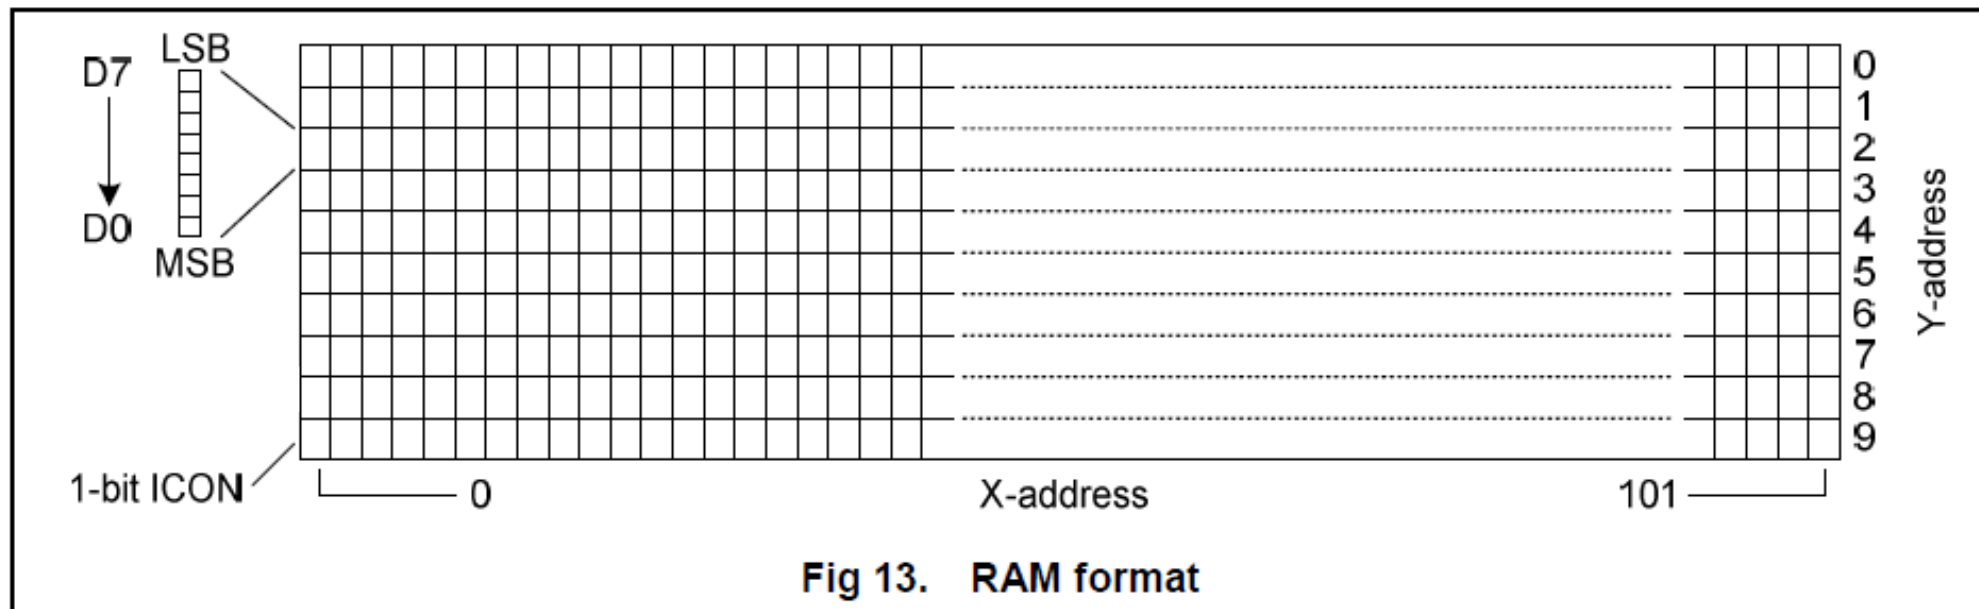 LSB
D7
D0
MSB
1-bit ICON
0
1
2
3
4
5
6
7
8
9
Y-address
0
X-address
101
Fig 13. RAM format